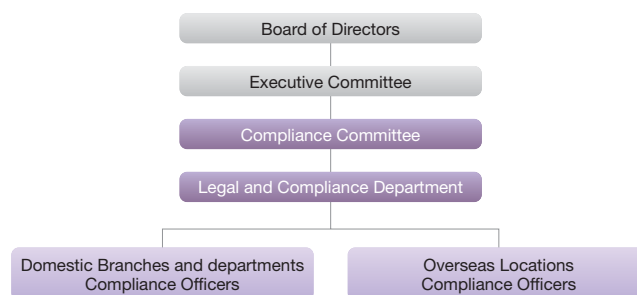 Board of Directors
Executive Committee
Compliance Committee
Legal and Compliance Department
Domestic Branches and departments
Compliance Officers
Overseas Locations
Compliance Officers